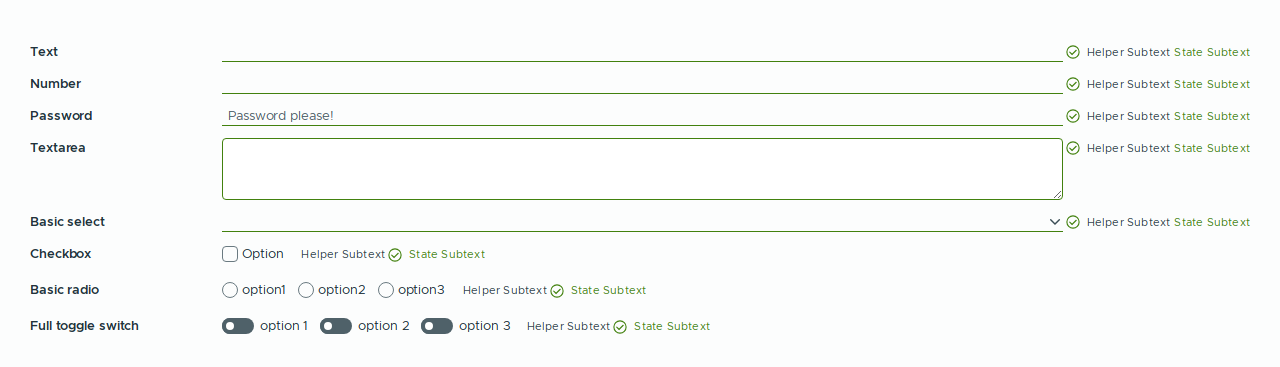 Text Helper Subtext State Subtext
Number Helper Subtext State Subtext
Password Password please! Helper Subtext State Subtext
Textarea Helper Subtext State Subtext
Basic select Helper Subtext State Subtext
Checkbox Option Helper Subtext State Subtext
Basic radio option1 option2 option3 Helper Subtext State Subtext
Full toggle switch option 1 option 2 option 3 Helper Subtext State Subtext